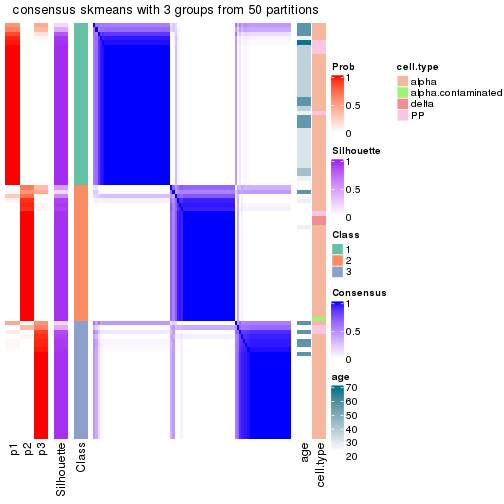 consensus skmeans with 3 groups from 50 partitions
Prob
1
0.5
0
Silhouette
1
0.5
0
Class
1
2
3
Consensus
1
0.5
0
age
70
60
50
40
30
20
cell.type
alpha
alpha.contaminated
delta
PP
p1
p2
p3
Silhouette
Class
age
cell.type